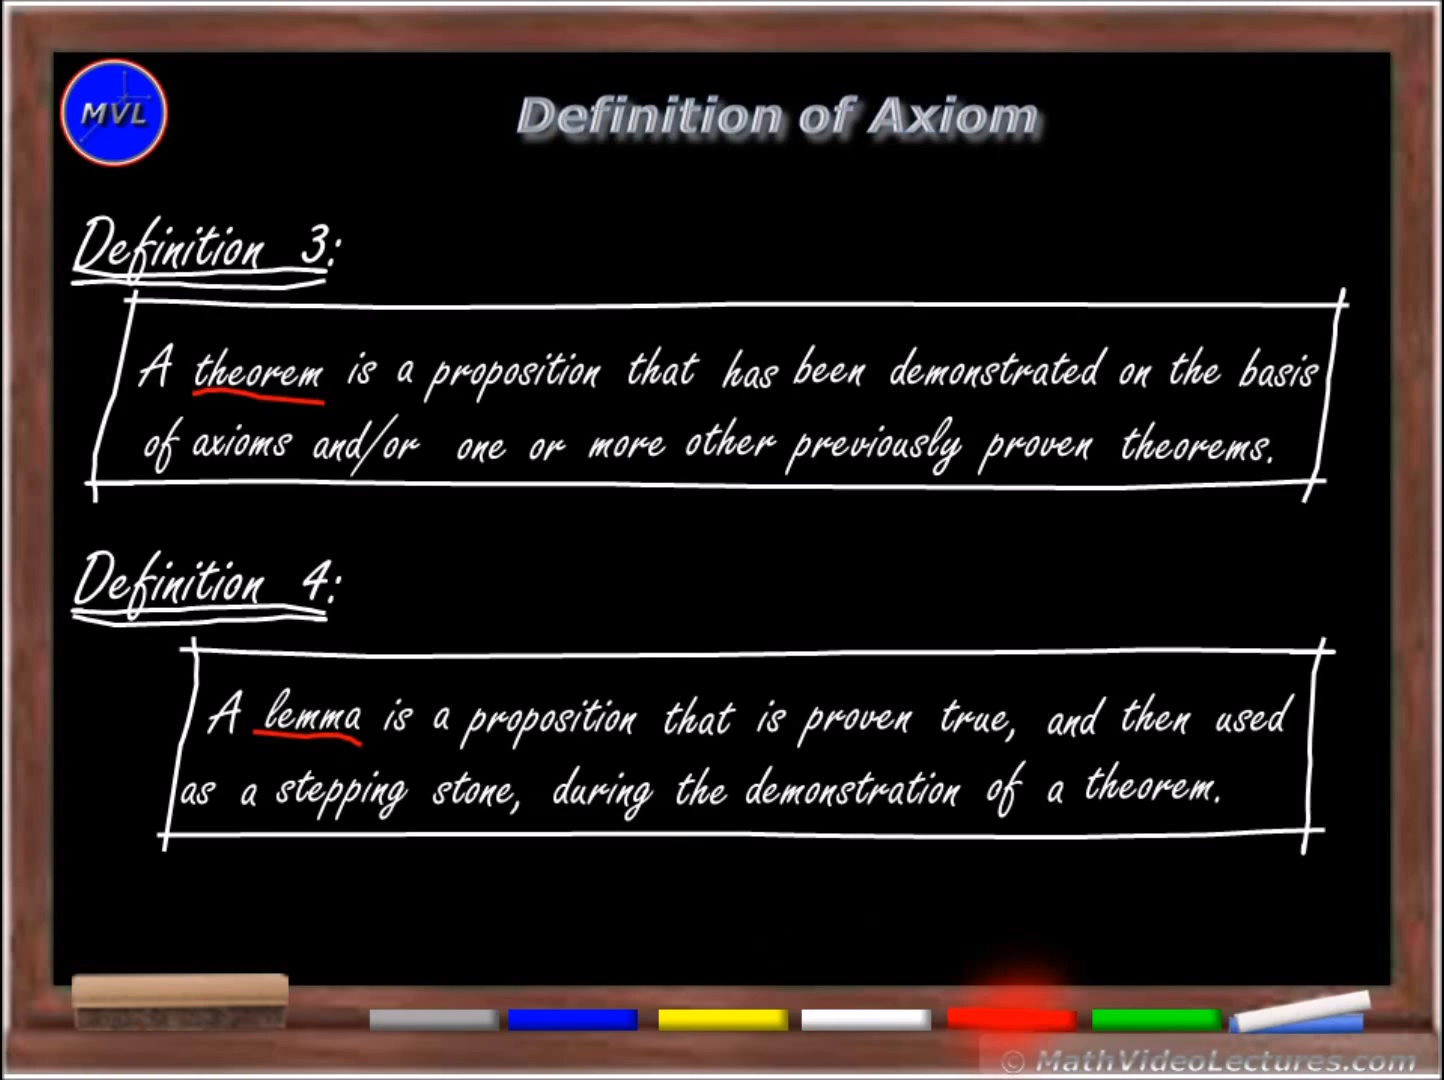 MVL
Definition of Axiom
Definition 3:
A theorem is a proposition that has been demonstrated on the basis
of axioms and/or one or more other previously proven theorems.
Definition 4:
A lemma is a proposition that is proven true, and then used
as a stepping stone, during the demonstration of a theorem.
© MathVideoLectures.com